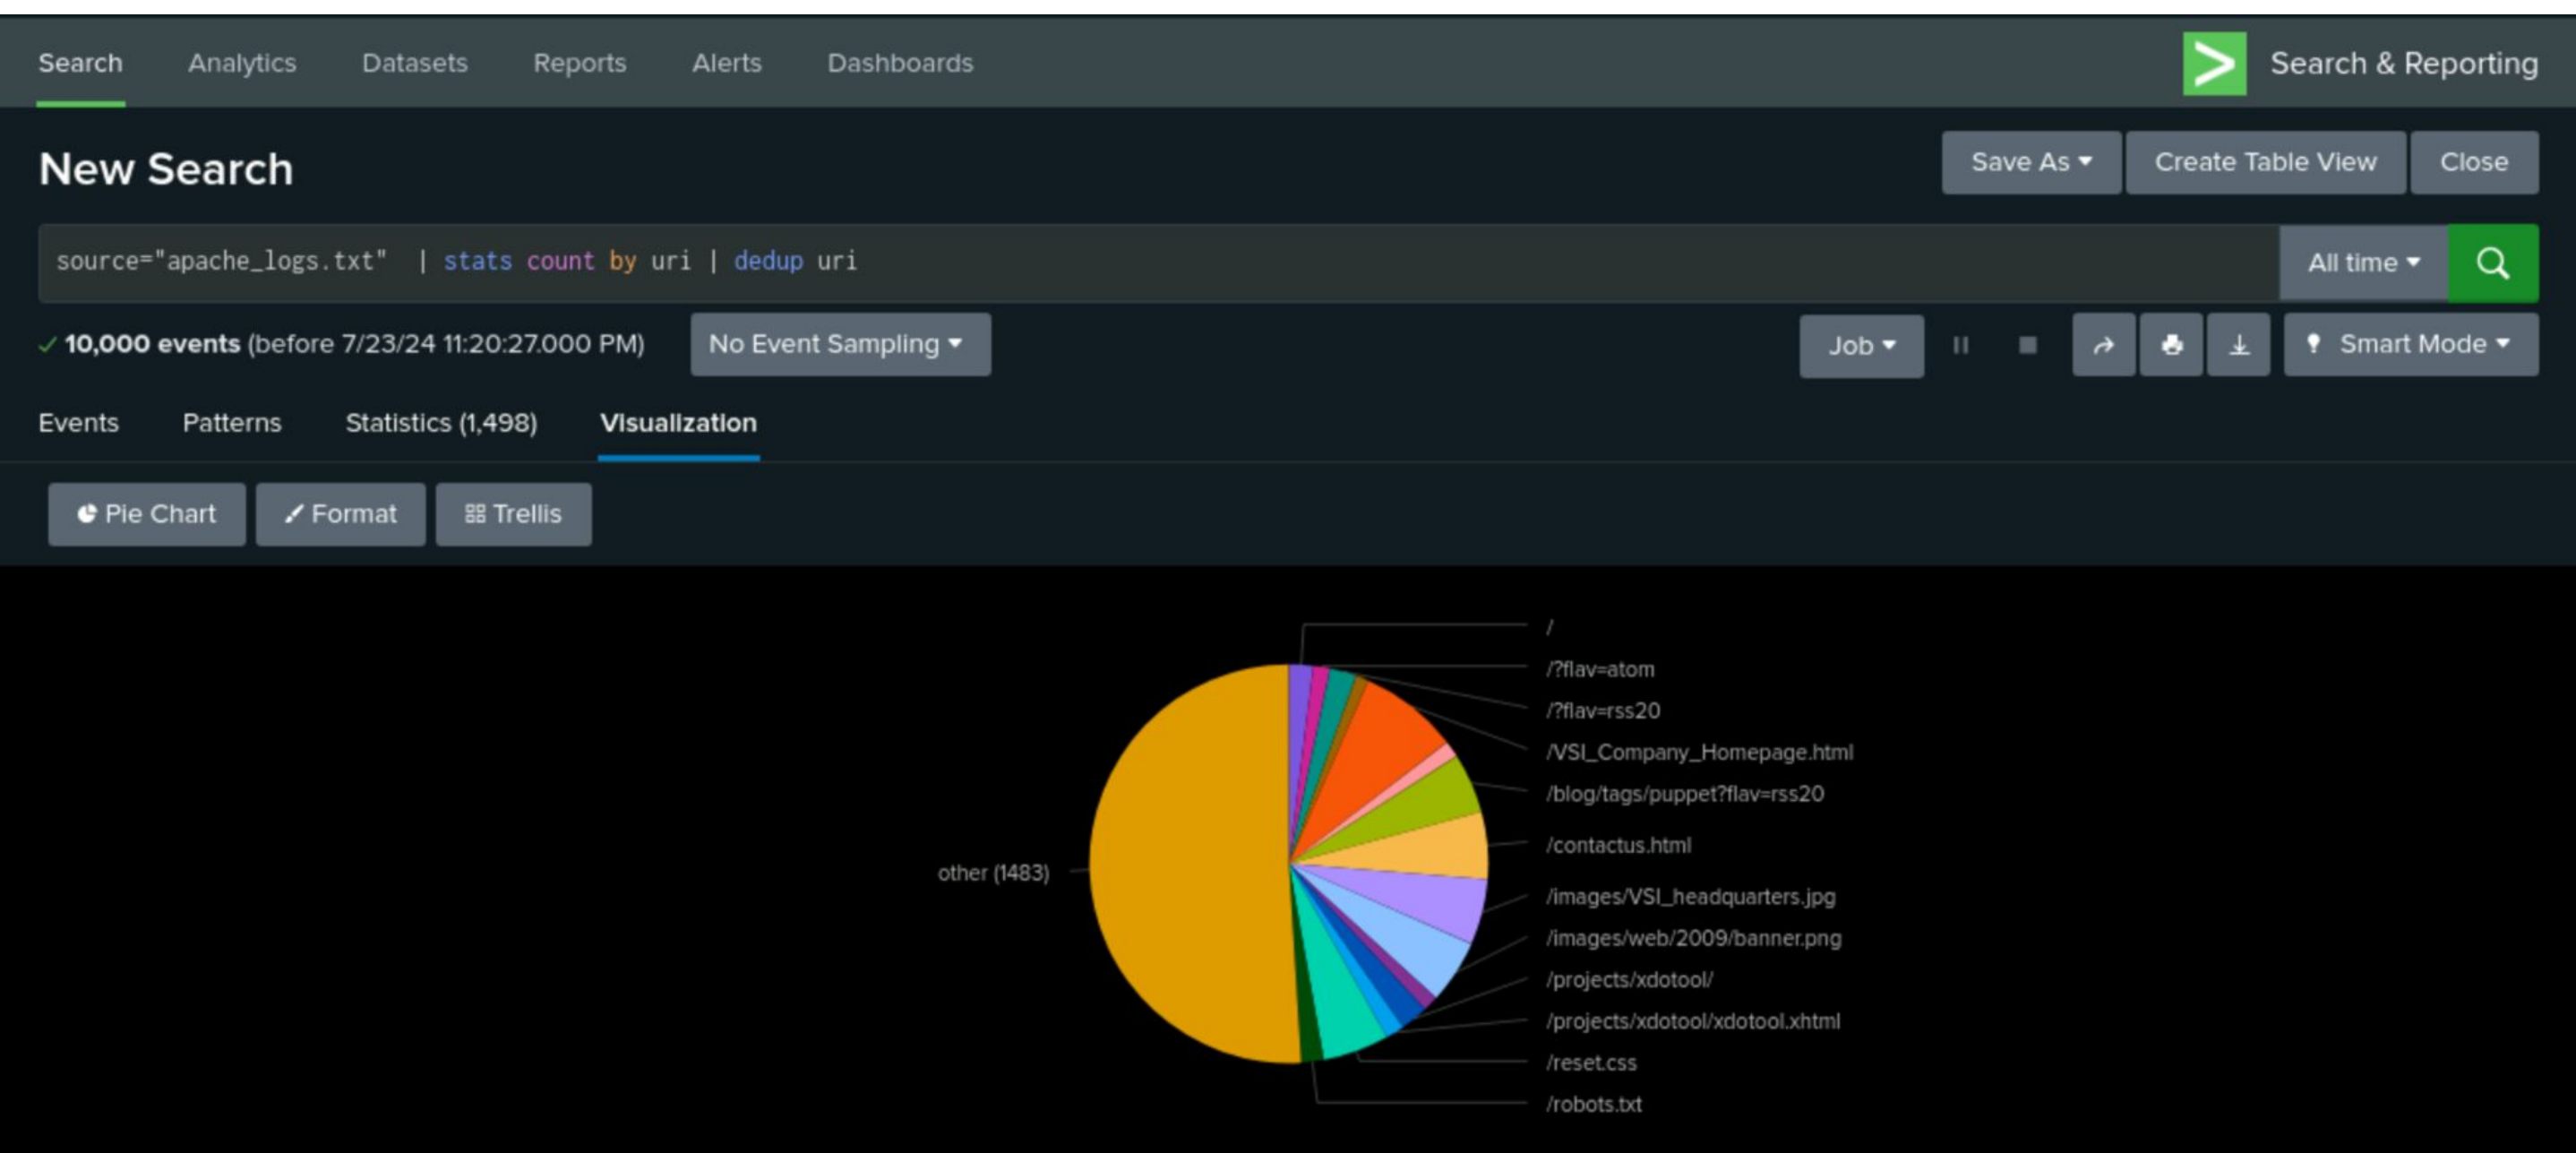 Search Analytics Datasets Reports Alerts Dashboards Search & Reporting
New Search Save As Create Table View Close
source="apache_logs.txt" | stats count by uri | dedup uri All time
10,000 events (before 7/23/24 11:20:27.000 PM) No Event Sampling Job Smart Mode
Events Patterns Statistics (1,498) Visualization
Pie Chart Format Trellis
/
/?flav=atom
/?flav=rss20
/VSI_Company_Homepage.html
/blog/tags/puppet?flav=rss20
/contactus.html
other (1483)
/images/VSI_headquarters.jpg
/images/web/2009/banner.png
/projects/xdotool/
/projects/xdotool/xdotool.xhtml
/reset.css
/robots.txt